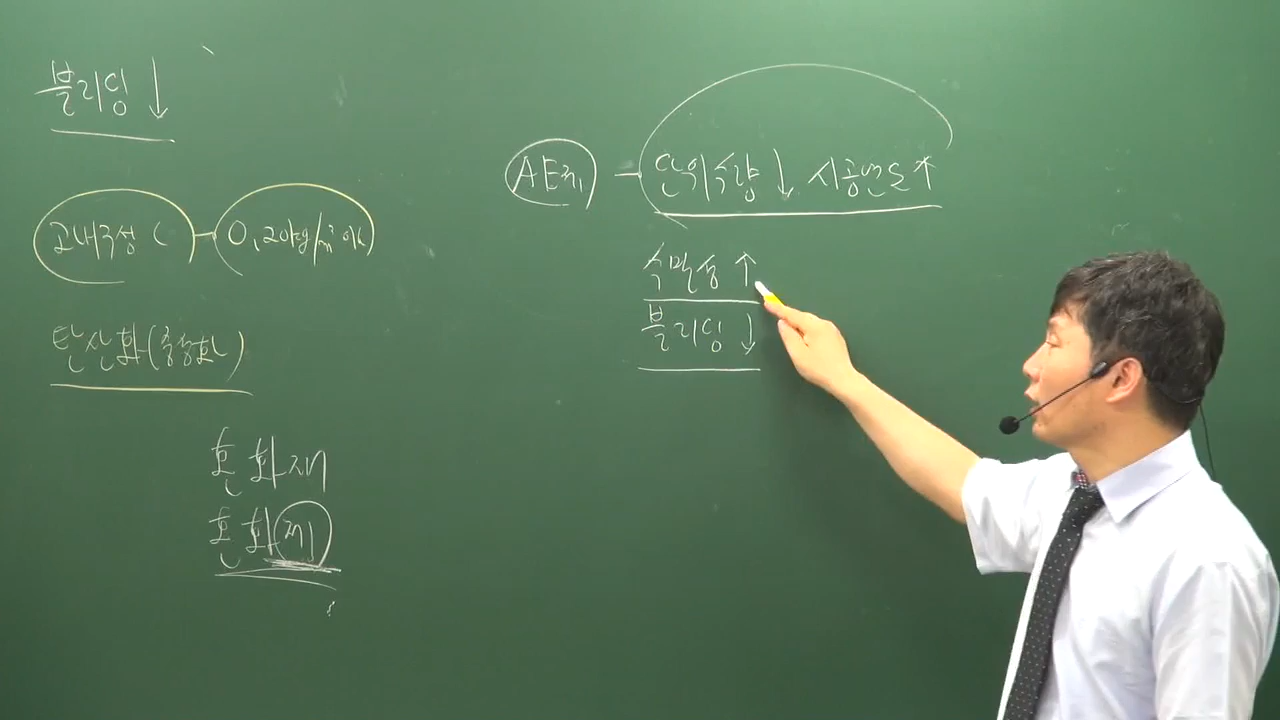 블리딩 ↓
고내구성 ( - 0.20kg/m³ 이하
탄산화(중성화)
혼화재
혼화제
AE제 - 단위수량 ↓ 시공연도 ↑
수밀성 ↑
블리딩 ↓